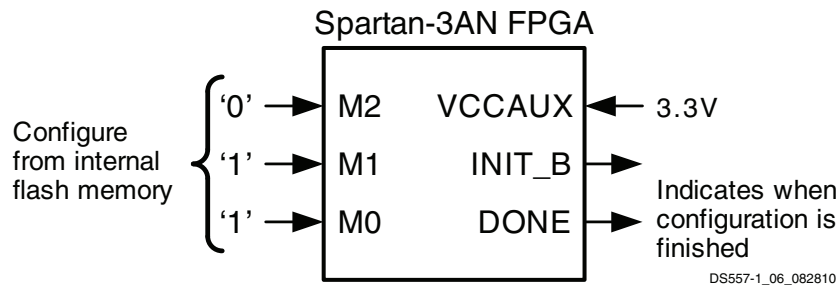 Spartan-3AN FPGA
Configure
from internal
flash memory
‘0’ M2 VCCAUX 3.3V
‘1’ M1 INIT_B
‘1’ M0 DONE
Indicates when
configuration is
finished
DS557-1_06_082810